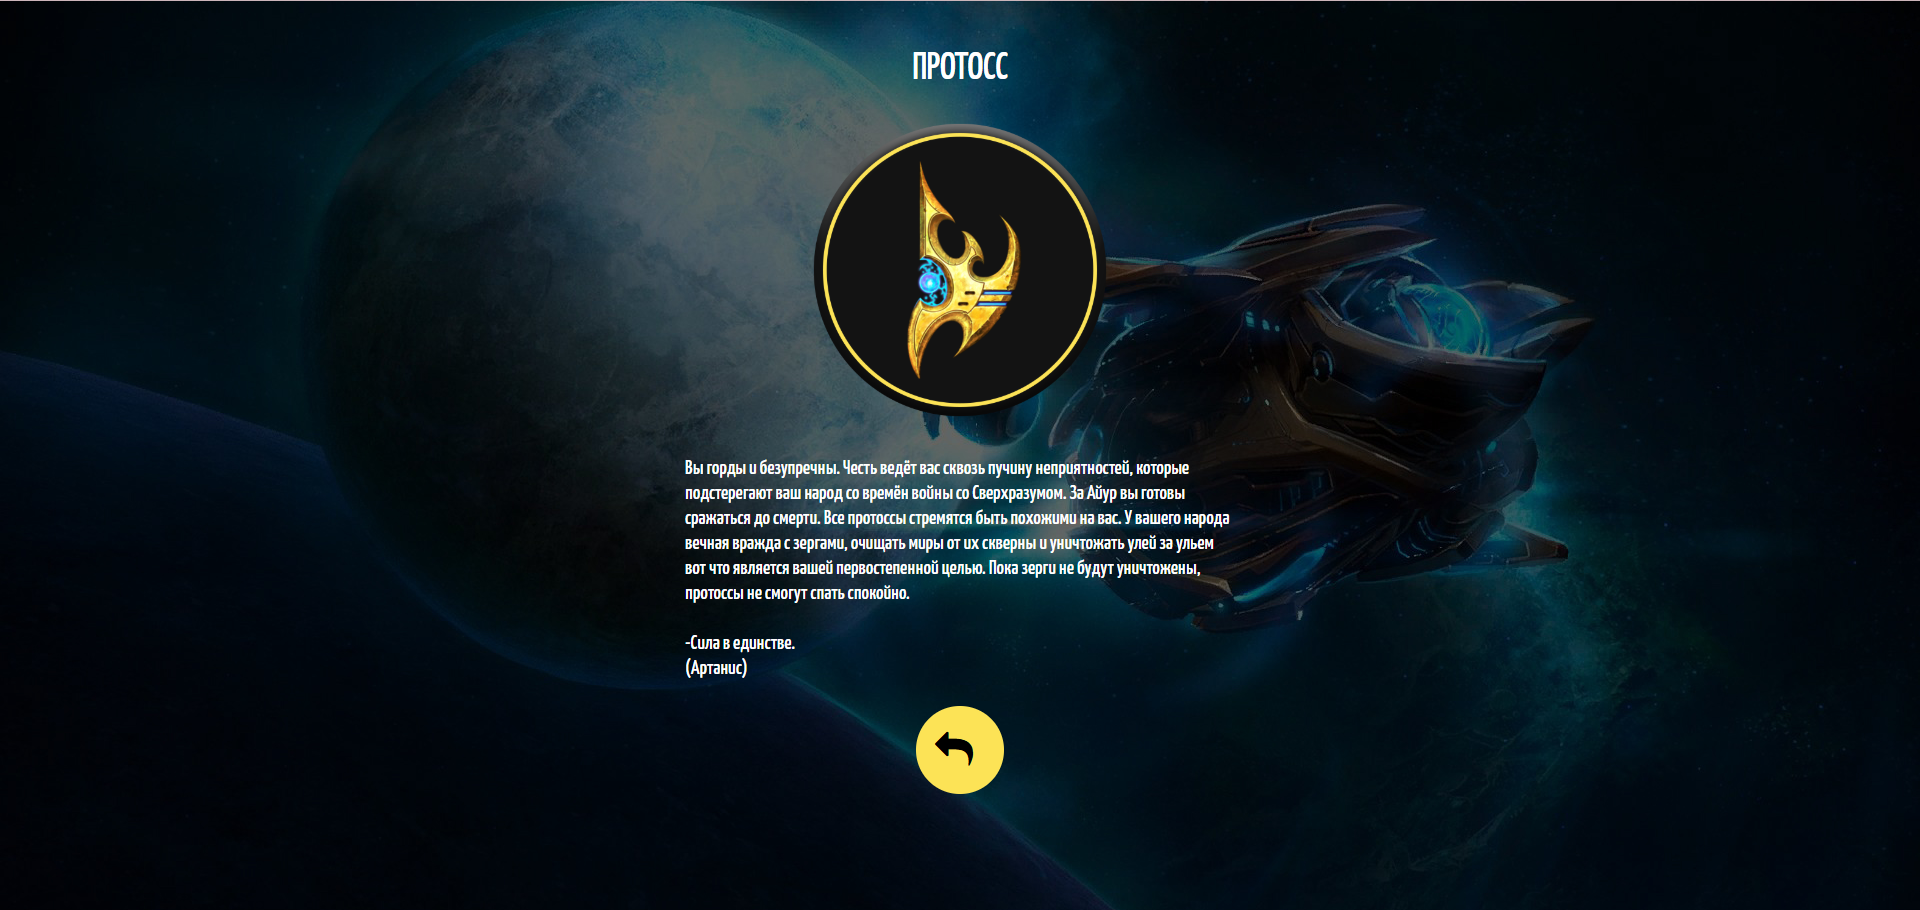 ПРОТОСС
Вы горды и безупречны. Честь ведёт вас сквозь пучину неприятностей, которые
подстерегают ваш народ со времён войны со Сверхразумом. За Айур вы готовы
сражаться до смерти. Все протоссы стремятся быть похожими на вас. У вашего народа
вечная вражда с зергами, очищать миры от их скверны и уничтожать улей за ульем
вот что является вашей первостепенной целью. Пока зерги не будут уничтожены,
протоссы не смогут спать спокойно.
-Сила в единстве.
(Артанис)